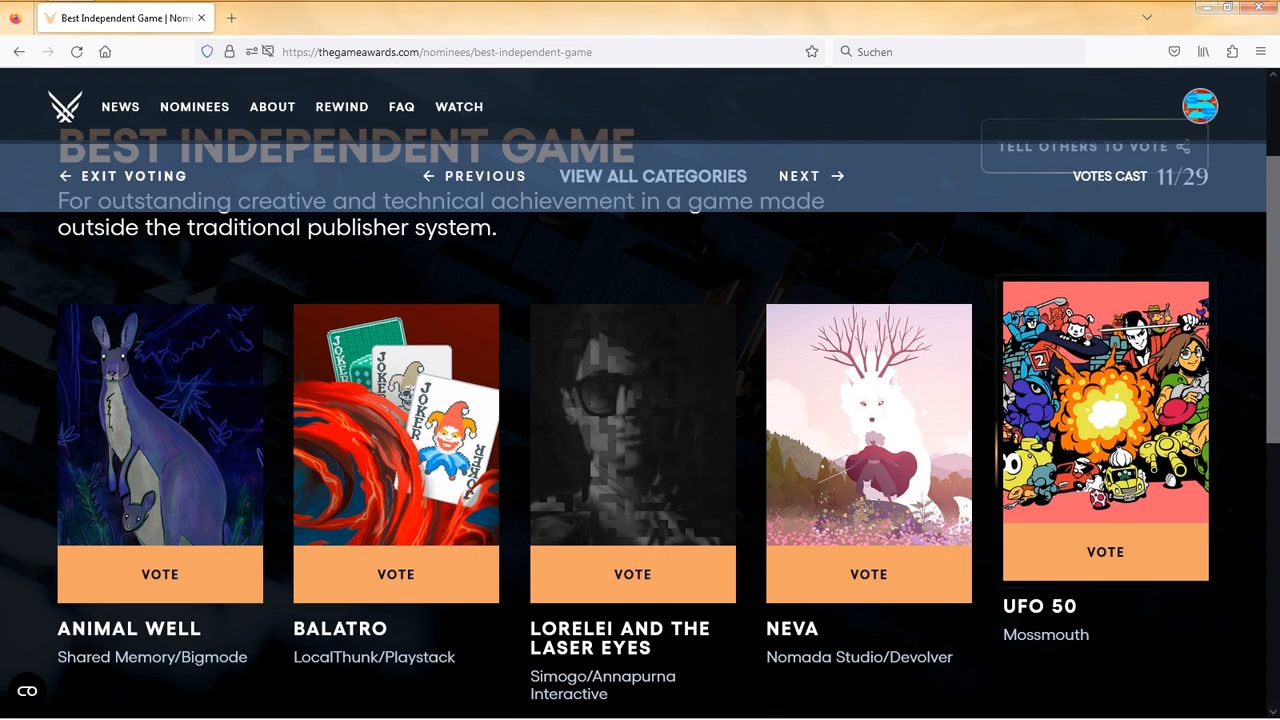 Best Independent Game | Nomi
https://thegameawards.com/nominees/best-independent-game
Suchen
NEWS NOMINEES ABOUT REWIND FAQ WATCH
BEST INDEPENDENT GAME
TELL OTHERS TO VOTE
← EXIT VOTING ← PREVIOUS VIEW ALL CATEGORIES NEXT → VOTES CAST 11/29
For outstanding creative and technical achievement in a game made
outside the traditional publisher system.
JOKER
JOKER
JOKER
JOKER
2
VOTE VOTE VOTE VOTE VOTE
ANIMAL WELL
Shared Memory/Bigmode
BALATRO
LocalThunk/Playstack
LORELEI AND THE
LASER EYES
Simogo/Annapurna
Interactive
NEVA
Nomada Studio/Devolver
UFO 50
Mossmouth